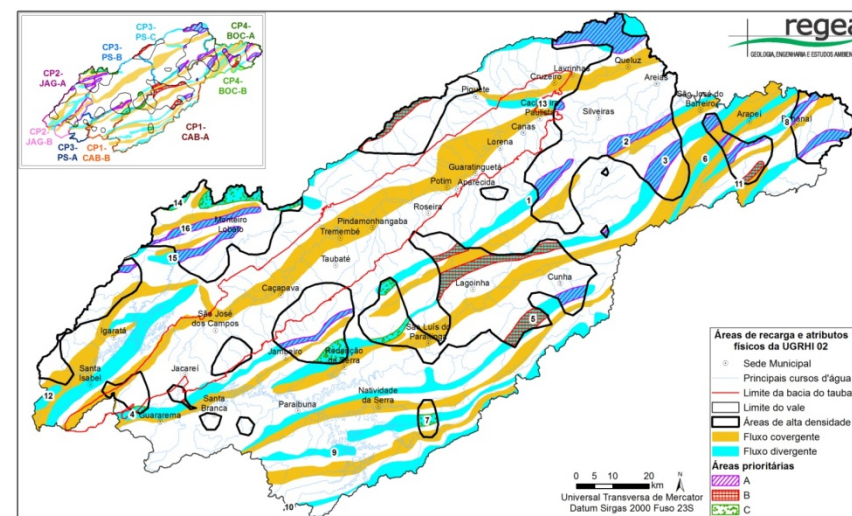 CP3-
PS-C
CP4-
BOC-A
CP3-
PS-B
CP2-
JAG-A
CP4-
BOC-B
CP2-
JAG-B
CP3-
PS-A
CP1-
CAB-B
CP1-
CAB-A
regea
GEOLOGIA, ENGENHARIA E ESTUDOS AMBIENT
Queluz
Lavrinhas
Cruzeiro
Areias
Piquete
São José do
Barreiro
13
Silveiras
Arapeí
8
Canas
Lorena
2
Guaratinguetá
3
6
Potim
Aparecida
11
14
1
Roseira
16
Monteiro
Lobato
Pindamonhangaba
Tremembé
15
Taubaté
Cunha
Lagoinha
Caçapava
São José
dos Campos
Igaratá
São Luís do
5
Jambeiro
Redenção
da Serra
Santa
Isabel
Jacareí
12
Natividade
da Serra
Santa
Branca
4
Guararema
Paraibuna
7
9
10
Áreas de recarga e atributos
físicos da UGRHI 02
Sede Municipal
Principais cursos d'água
Limite da bacia do tauba
Limite do vale
Áreas de alta densidade
Fluxo covergente
Fluxo divergente
Áreas prioritárias
A
B
C
0 5 10 20
km
N
Universal Transversa de Mercator
Datum Sirgas 2000 Fuso 23S